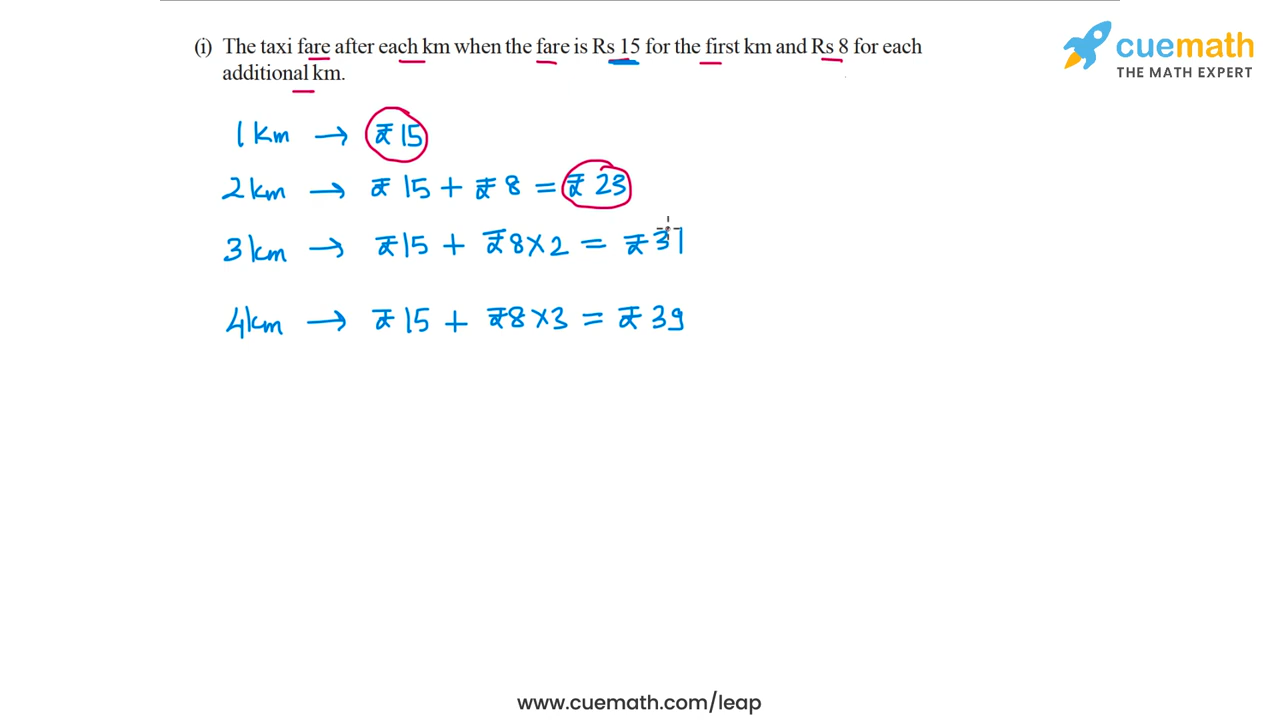 (i) The taxi fare after each km when the fare is Rs 15 for the first km and Rs 8 for each
additional km.
cuemath
THE MATH EXPERT
1 km → ₹ 15
2 km → ₹ 15 + ₹ 8 = ₹ 23
3 km → ₹ 15 + ₹ 8 × 2 = ₹ 31
4 km → ₹ 15 + ₹ 8 × 3 = ₹ 39
www.cuemath.com/leap